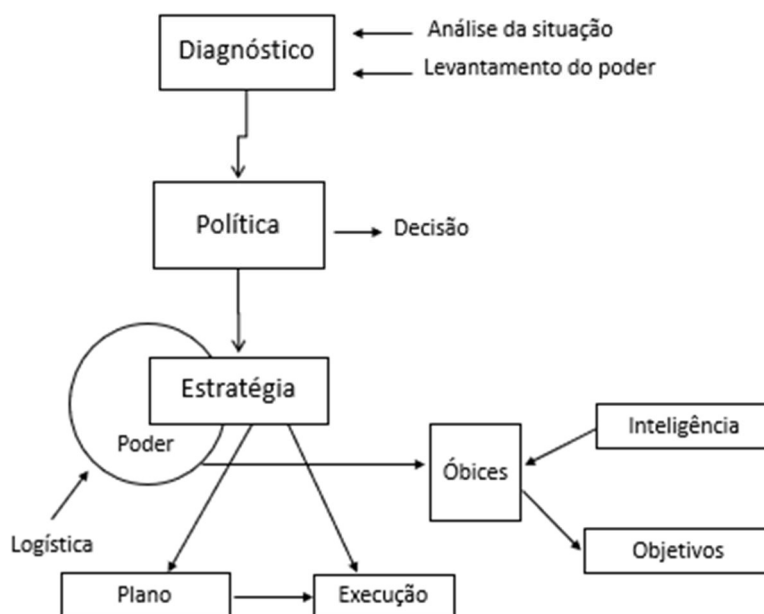 Diagnóstico
Análise da situação
Levantamento do poder
Política
Decisão
Estratégia
Poder
Óbices
Inteligência
Logística
Objetivos
Plano
Execução